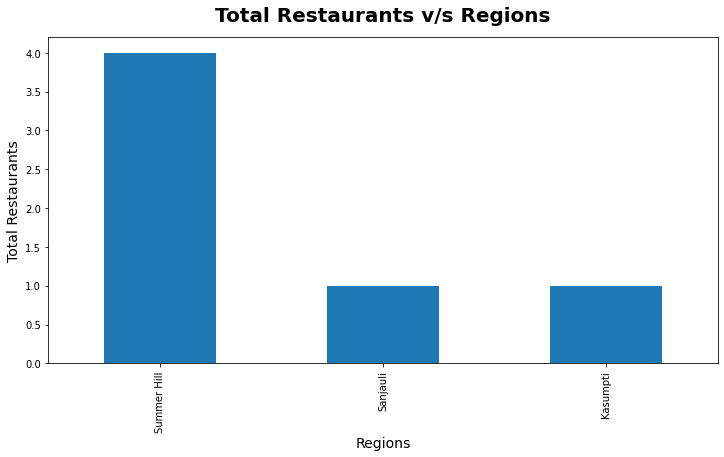 Total Restaurants v/s Regions
Total Restaurants
4.0
3.5
3.0
2.5
2.0
1.5
1.0
0.5
0.0
Summer Hill
Sanjauli
Kasumpti
Regions